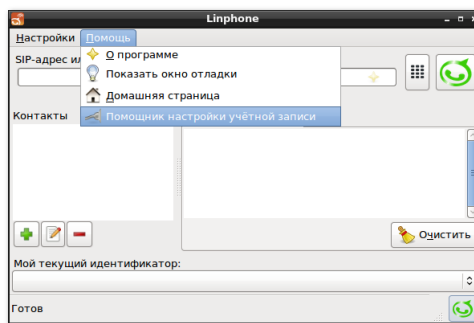 Linphone
Настройки Помощь
О программе
SIP-адрес ил
Показать окно отладки
Домашняя страница
Контакты
Помощник настройки учётной записи
Очистить
Мой текущий идентификатор:
Готов